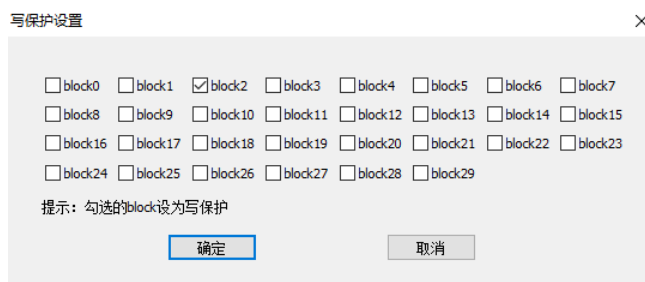 写保护设置
block0 block1 block2 block3 block4 block5 block6 block7
block8 block9 block10 block11 block12 block13 block14 block15
block16 block17 block18 block19 block20 block21 block22 block23
block24 block25 block26 block27 block28 block29
提示：勾选的block设为写保护
确定 取消